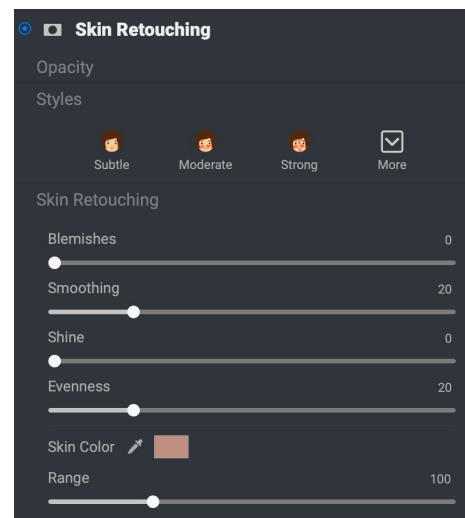 Skin Retouching
Opacity
Styles
Subtle Moderate Strong More
Skin Retouching
Blemishes 0
Smoothing 20
Shine 0
Evenness 20
Skin Color
Range 100